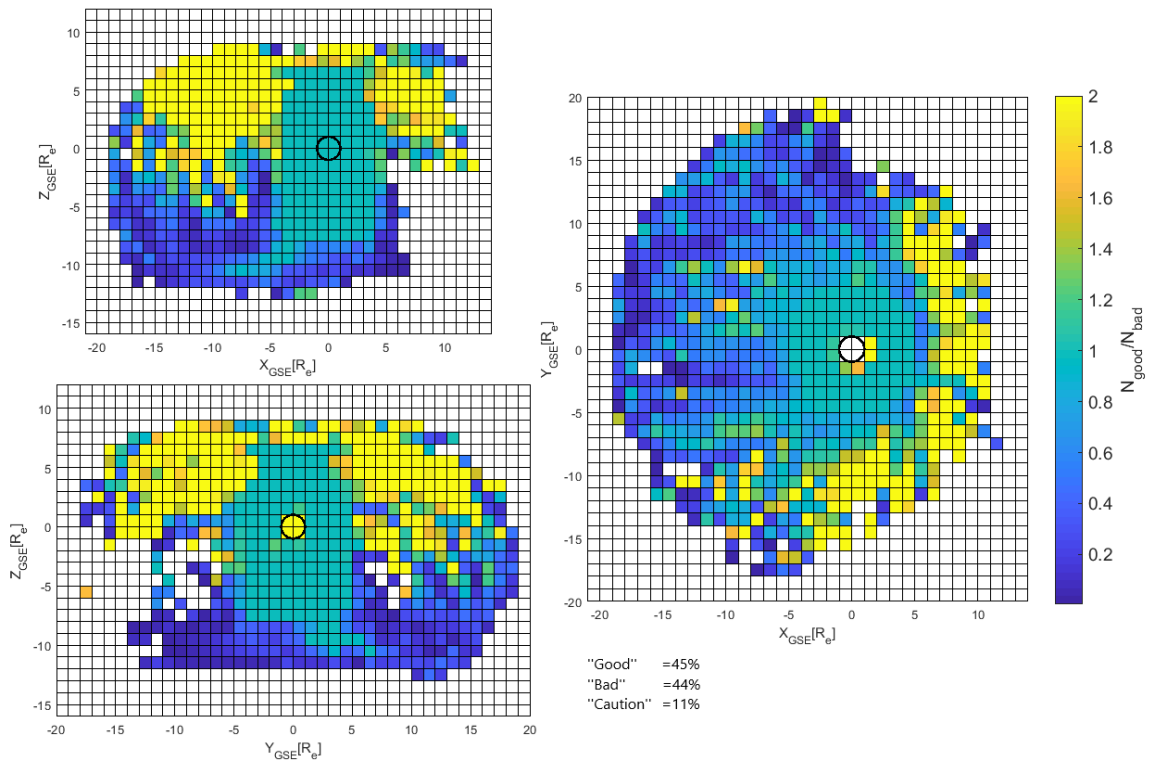 10
5
0
-5
-10
-15
Z_GSE[R_e]
-20 -15 -10 -5 0 5 10
X_GSE[R_e]
10
5
0
-5
-10
-15
Z_GSE[R_e]
-20 -15 -10 -5 0 5 10 15 20
Y_GSE[R_e]
20
15
10
5
0
-5
-10
-15
-20
Y_GSE[R_e]
-20 -15 -10 -5 0 5 10
X_GSE[R_e]
2
1.8
1.6
1.4
1.2
1
0.8
0.6
0.4
0.2
N_good/N_bad
"Good" =45%
"Bad" =44%
"Caution" =11%